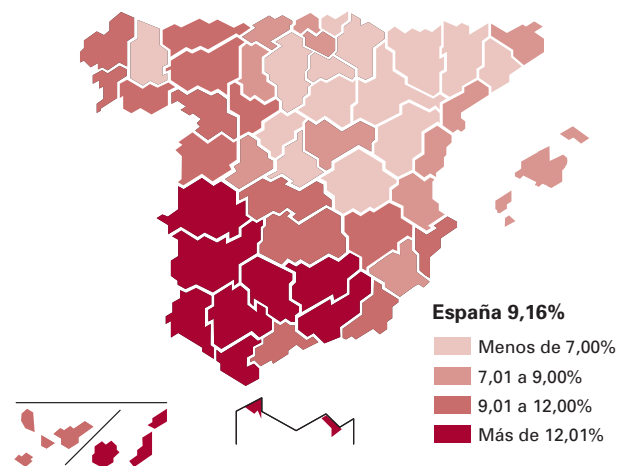 España 9,16%
Menos de 7,00%
7,01 a 9,00%
9,01 a 12,00%
Más de 12,01%